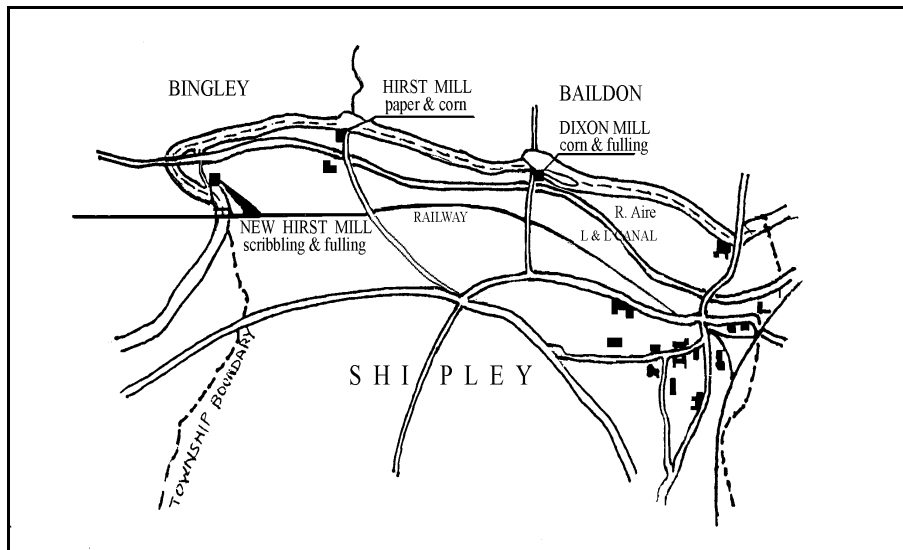 BINGLEY
HIRST MILL
paper & corn
BAILDON
DIXON MILL
corn & fulling
R. Aire
RAILWAY
L & L CANAL
NEW HIRST MILL
scribbling & fulling
SHIPLEY
TOWNSHIP BOUNDARY